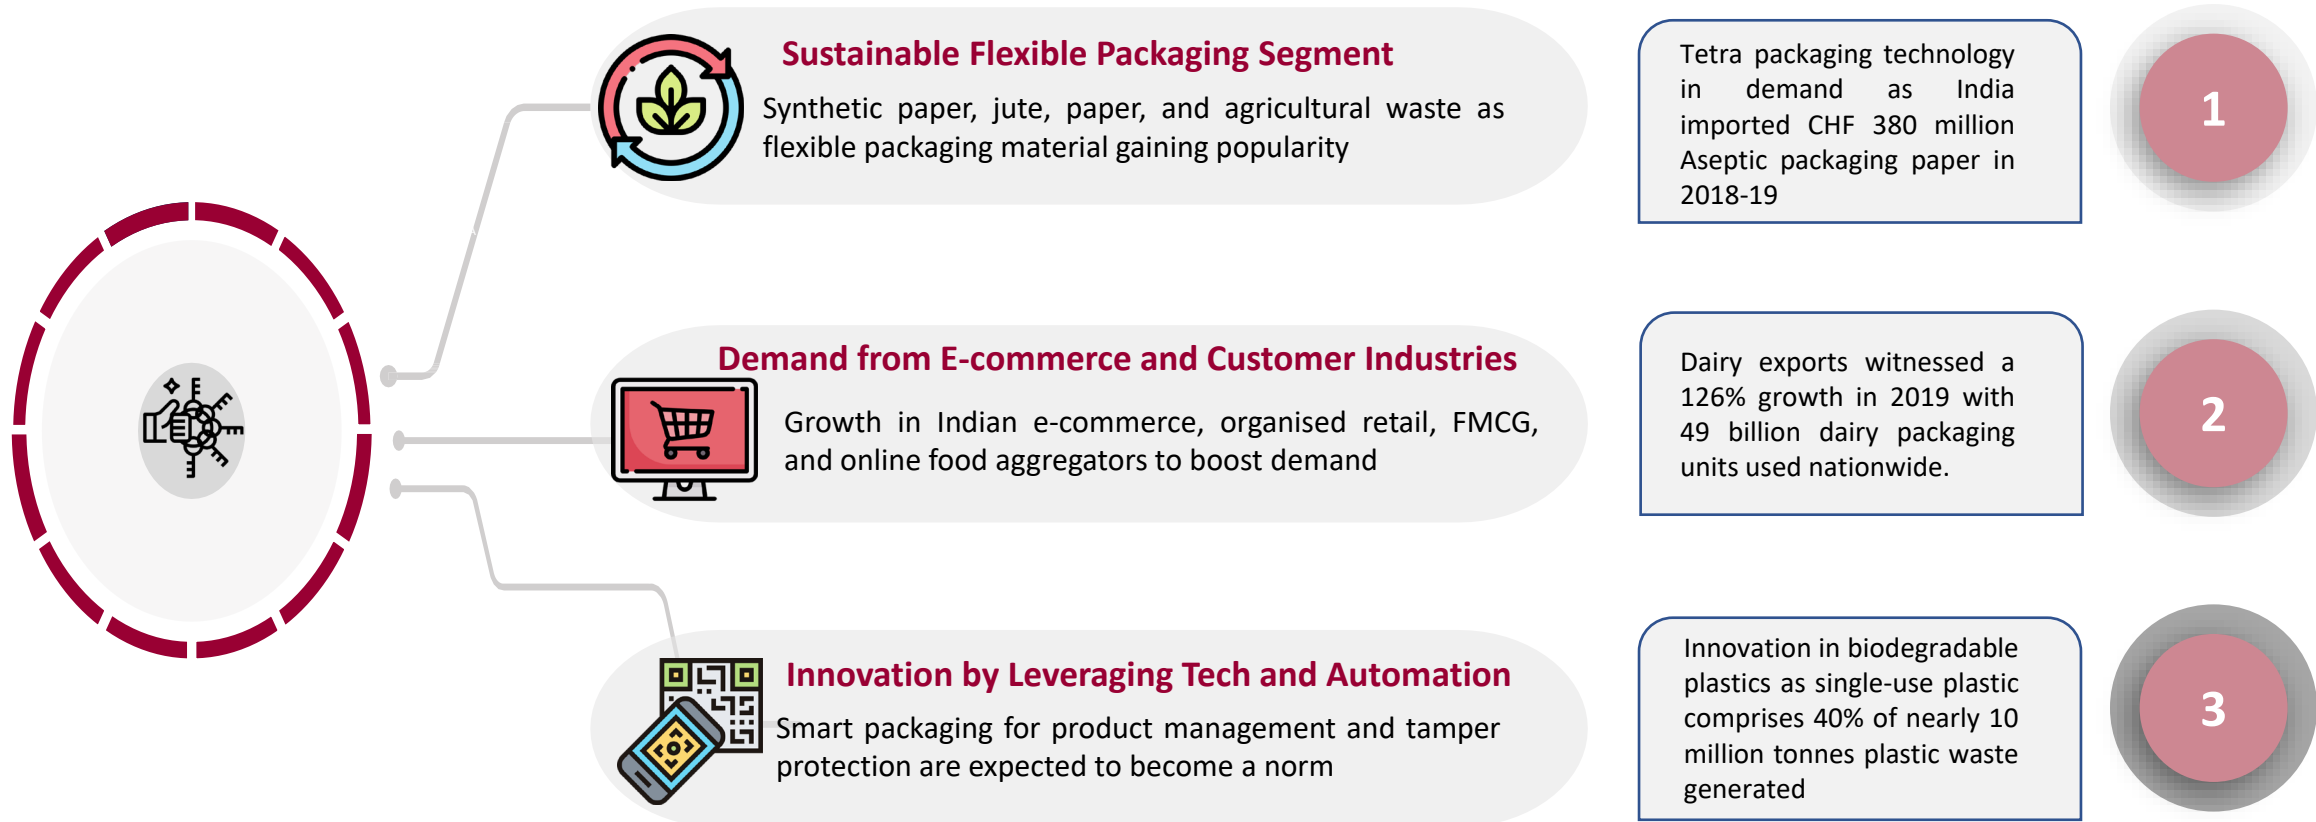 Sustainable Flexible Packaging Segment
Synthetic paper, jute, paper, and agricultural waste as
flexible packaging material gaining popularity
Tetra packaging technology
in demand as India
imported CHF 380 million
Aseptic packaging paper in
2018-19
1
Demand from E-commerce and Customer Industries
Growth in Indian e-commerce, organised retail, FMCG,
and online food aggregators to boost demand
Dairy exports witnessed a
126% growth in 2019 with
49 billion dairy packaging
units used nationwide.
2
Innovation by Leveraging Tech and Automation
Smart packaging for product management and tamper
protection are expected to become a norm
Innovation in biodegradable
plastics as single-use plastic
comprises 40% of nearly 10
million tonnes plastic waste
generated
3